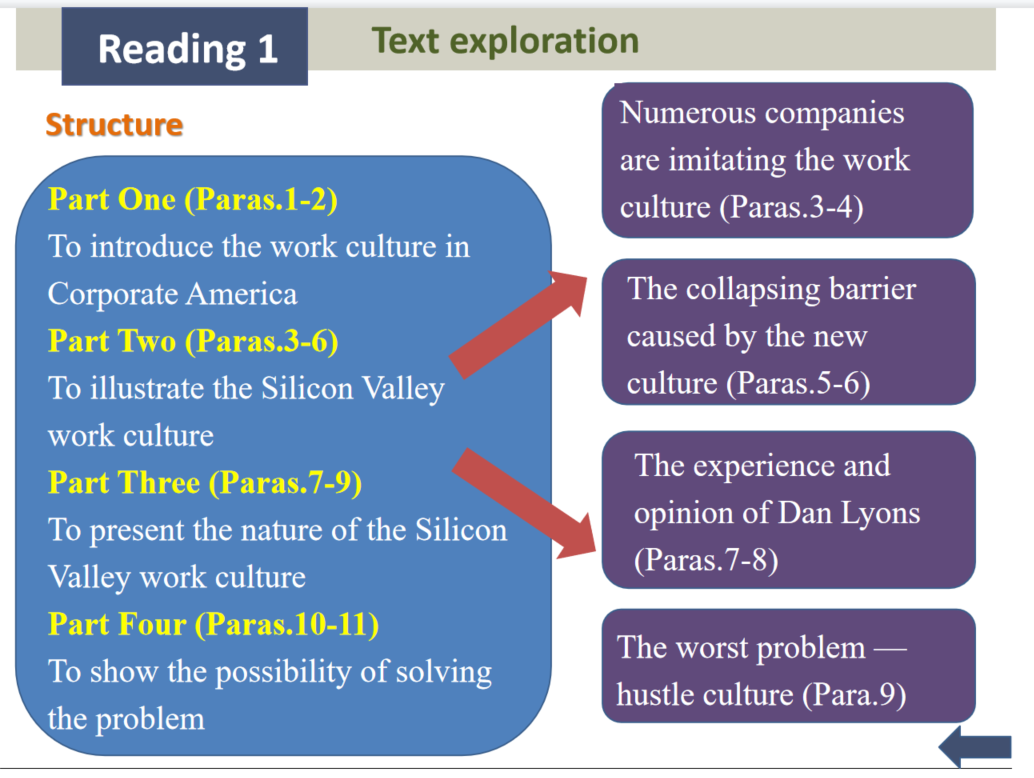 Reading 1
Text exploration
Structure
Part One (Paras.1-2)
To introduce the work culture in
Corporate America
Part Two (Paras.3-6)
To illustrate the Silicon Valley
work culture
Part Three (Paras.7-9)
To present the nature of the Silicon
Valley work culture
Part Four (Paras.10-11)
To show the possibility of solving
the problem
Numerous companies
are imitating the work
culture (Paras.3-4)
The collapsing barrier
caused by the new
culture (Paras.5-6)
The experience and
opinion of Dan Lyons
(Paras.7-8)
The worst problem —
hustle culture (Para.9)